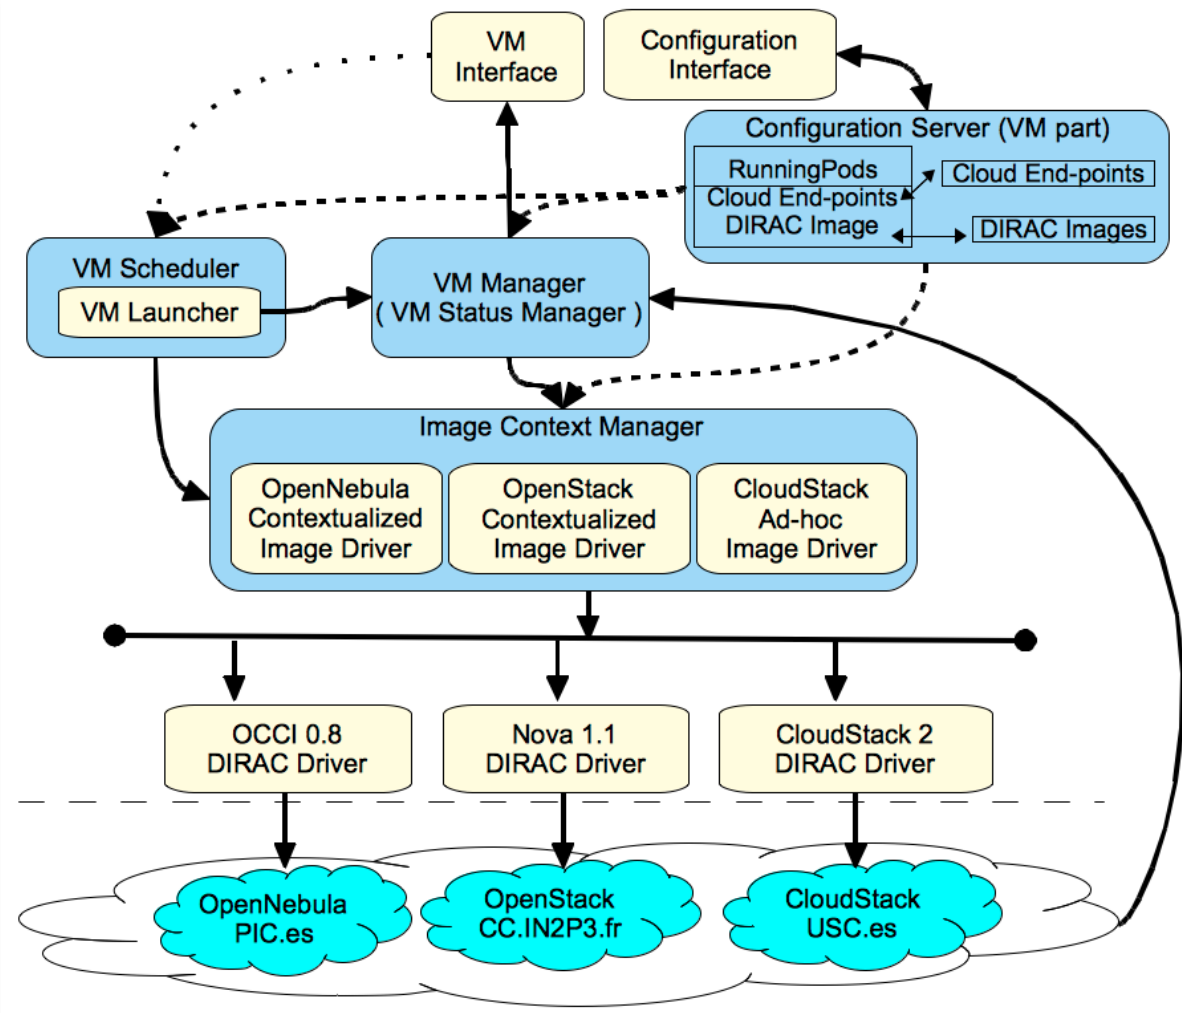 VM
Interface
Configuration
Interface
Configuration Server (VM part)
RunningPods
Cloud End-points
DIRAC Image
Cloud End-points
DIRAC Images
VM Scheduler
VM Launcher
VM Manager
( VM Status Manager )
Image Context Manager
OpenNebula
Contextualized
Image Driver
OpenStack
Contextualized
Image Driver
CloudStack
Ad-hoc
Image Driver
OCCI 0.8
DIRAC Driver
Nova 1.1
DIRAC Driver
CloudStack 2
DIRAC Driver
OpenNebula
PIC.es
OpenStack
CC.IN2P3.fr
CloudStack
USC.es